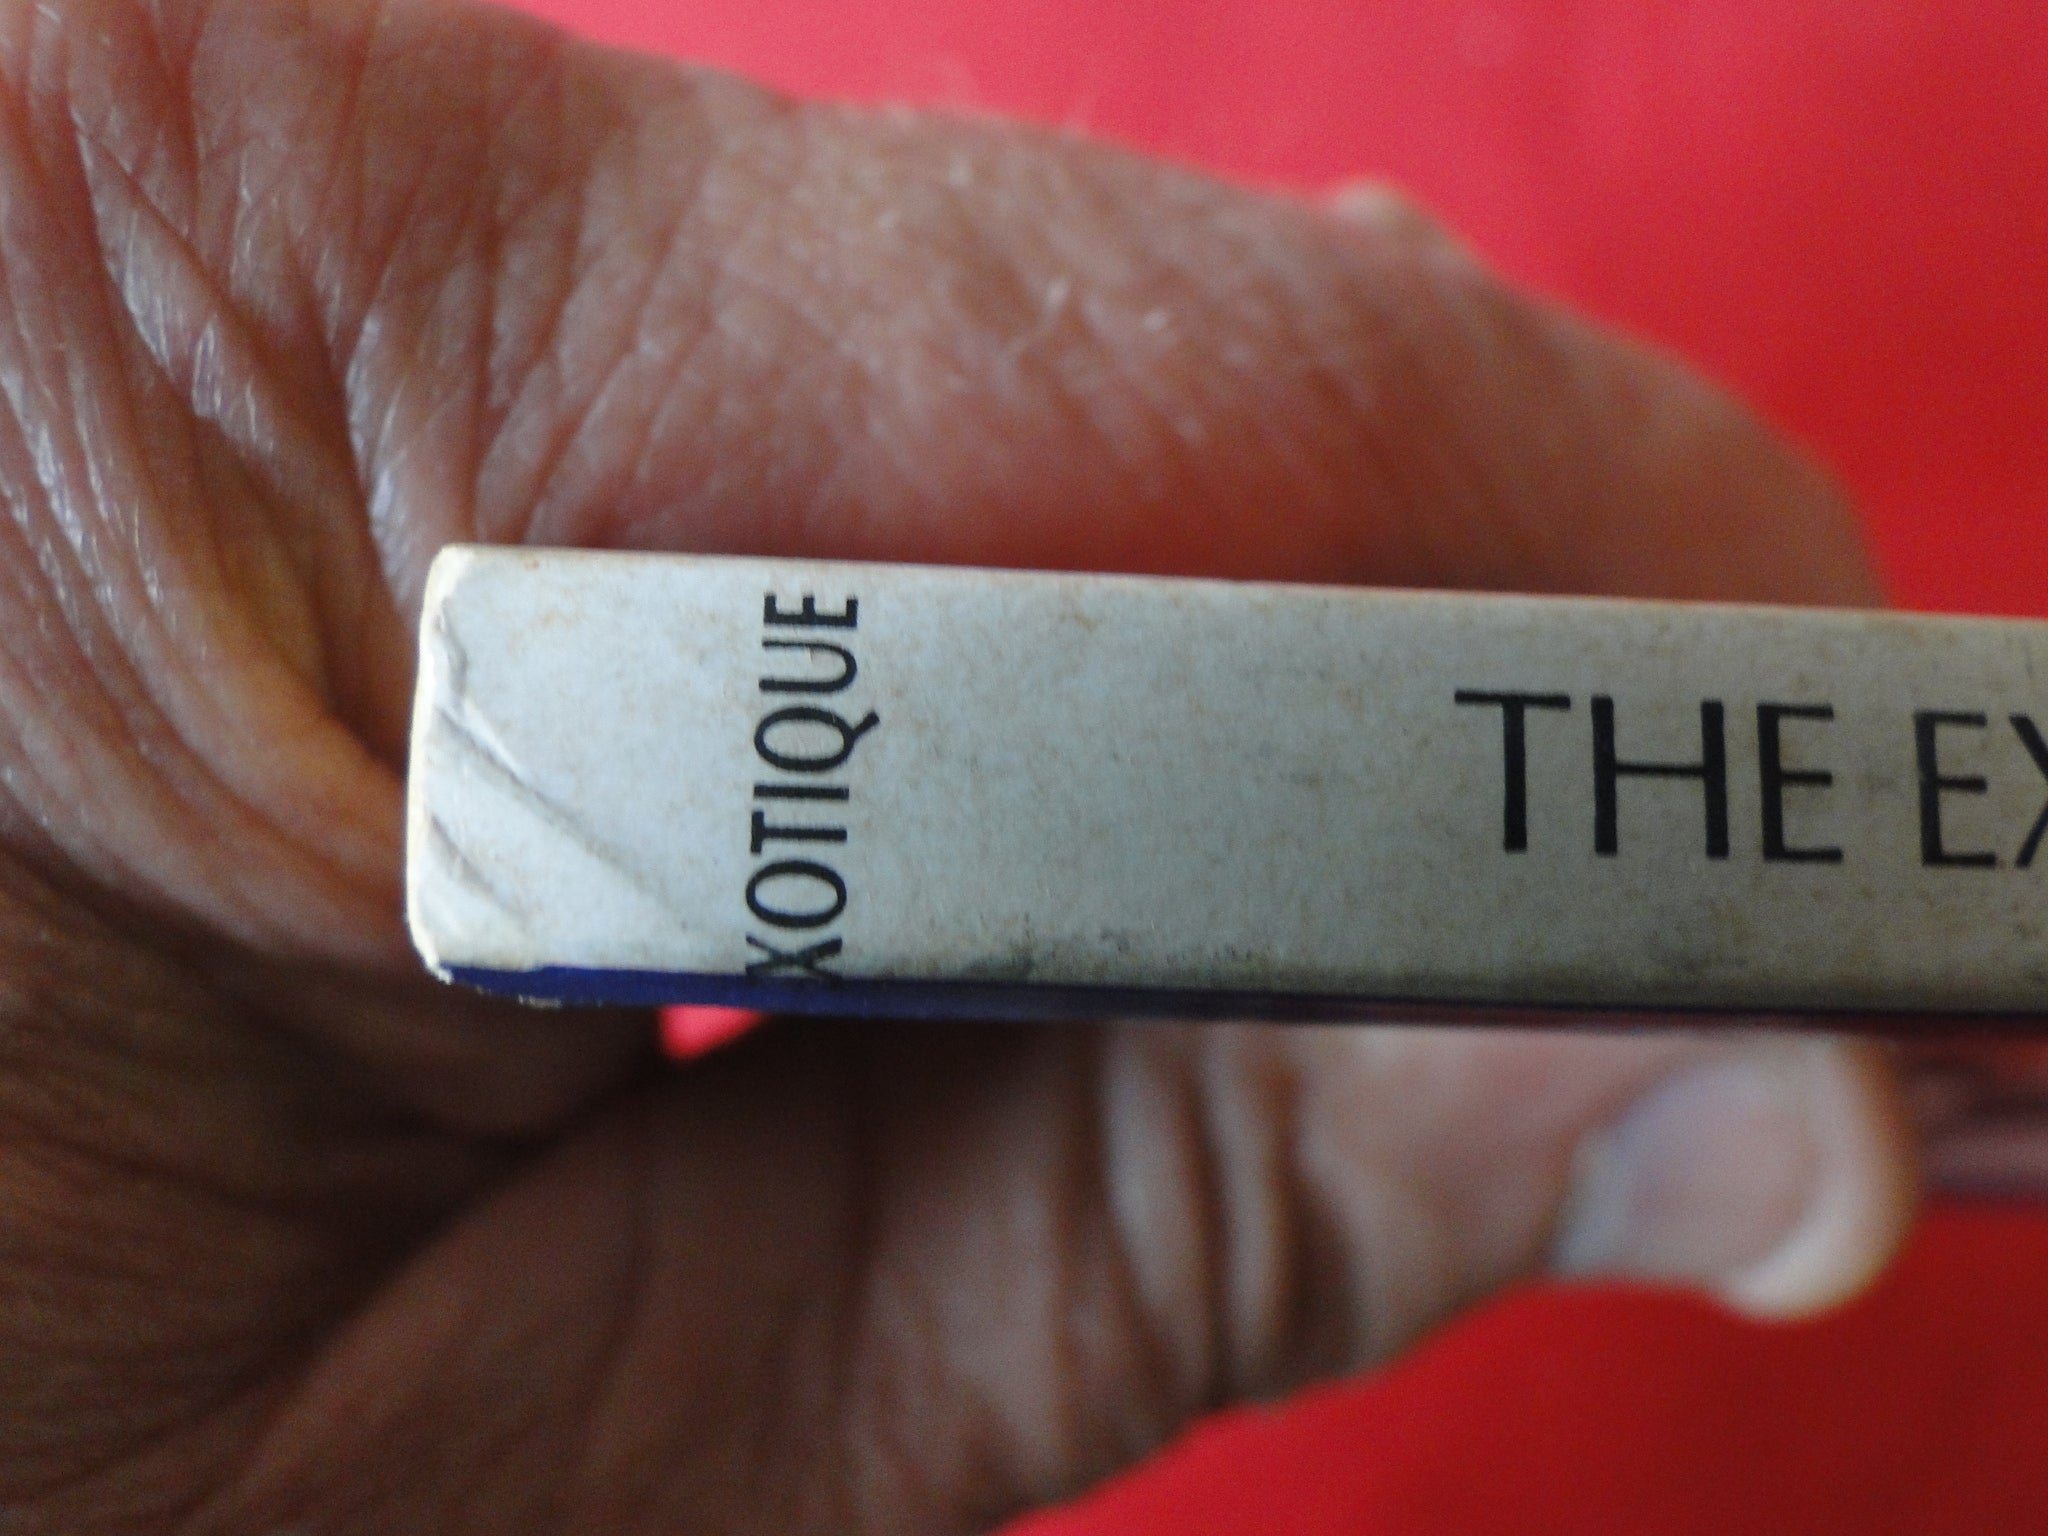 XOTIQUE
THE EX